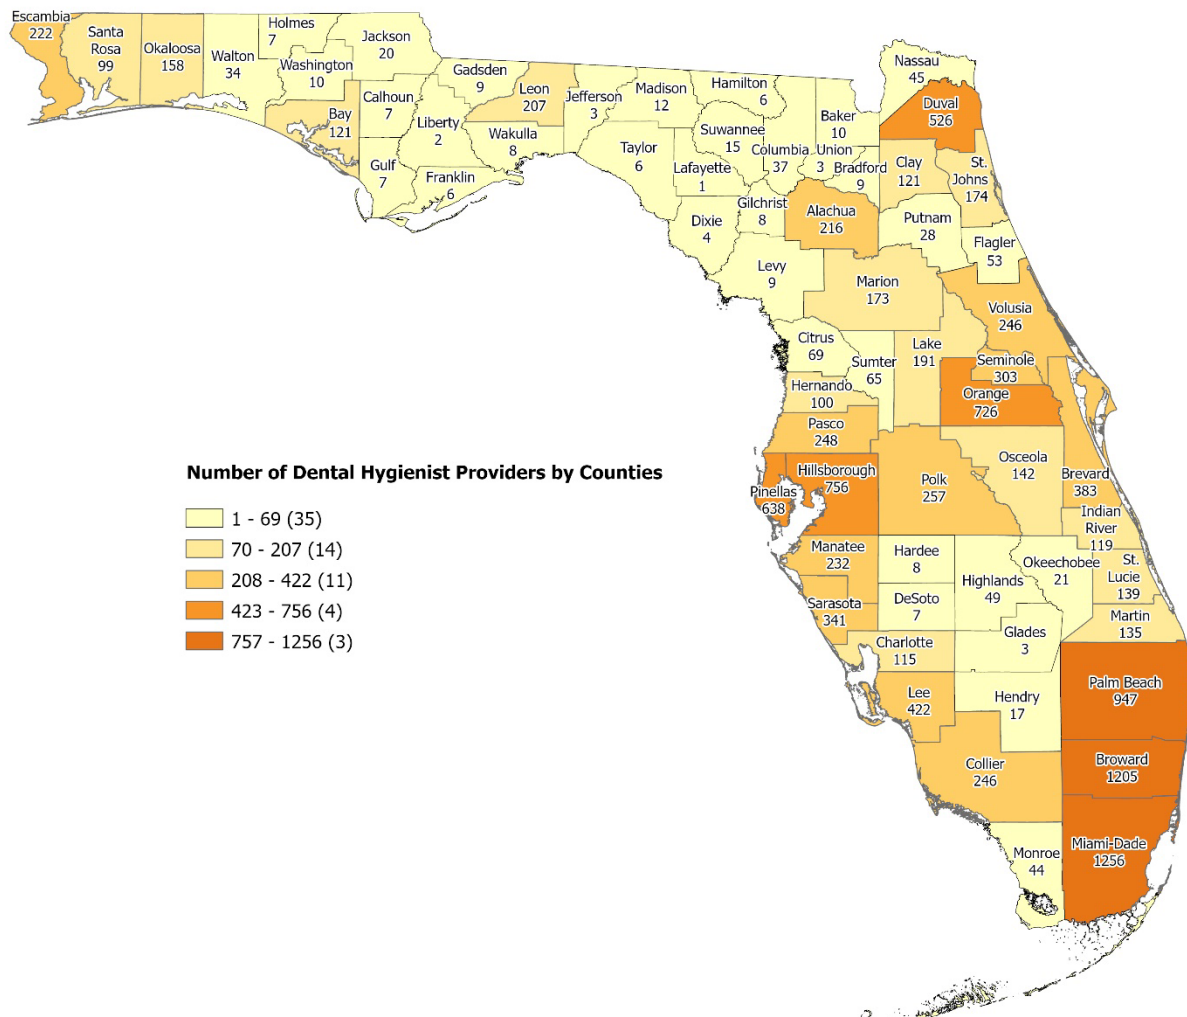 Escambia
222
Santa
Rosa
99
Okaloosa
158
Walton
34
Holmes
7
Jackson
20
Washington
10
Bay
121
Calhoun
7
Gulf
7
Liberty
2
Franklin
6
Gadsden
9
Leon
207
Wakulla
8
Jefferson
3
Madison
12
Taylor
6
Hamilton
6
Suwannee
15
Lafayette
1
Dixie
4
Columbia
37
Gilchrist
8
Levy
9
Baker
10
Union
3
Bradford
9
Alachua
216
Nassau
45
Duval
526
Clay
121
St.
Johns
174
Putnam
28
Flagler
53
Marion
173
Volusia
246
Citrus
69
Sumter
65
Lake
191
Seminole
303
Orange
726
Hernando
100
Pasco
248
Pinellas
638
Hillsborough
756
Polk
257
Osceola
142
Brevard
383
Indian
River
119
Manatee
232
Hardee
8
Highlands
49
Okeechobee
21
St.
Lucie
139
Sarasota
341
DeSoto
7
Martin
135
Charlotte
115
Glades
3
Lee
422
Hendry
17
Palm Beach
947
Collier
246
Broward
1205
Monroe
44
Miami-Dade
1256
Number of Dental Hygienist Providers by Counties
1 - 69 (35)
70 - 207 (14)
208 - 422 (11)
423 - 756 (4)
757 - 1256 (3)